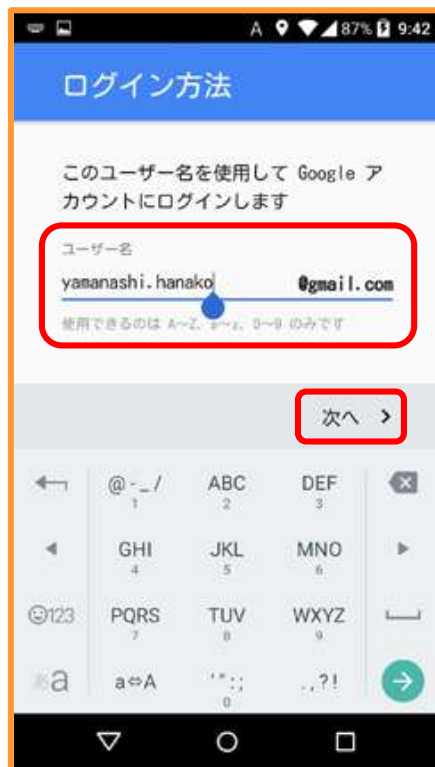 A 87% 9:42
ログイン方法
このユーザー名を使用して Google ア
カウントにログインします
ユーザー名
yamanashi.hanako @gmail.com
使用できるのは A～Z、a～z、0～9 のみです
次へ >
@-_/ ABC DEF
1 2 3
GHI JKL MNO
4 5 6
123 PQRS TUV WXYZ
7 8 9
あa a⇔A '":; .,?!
0